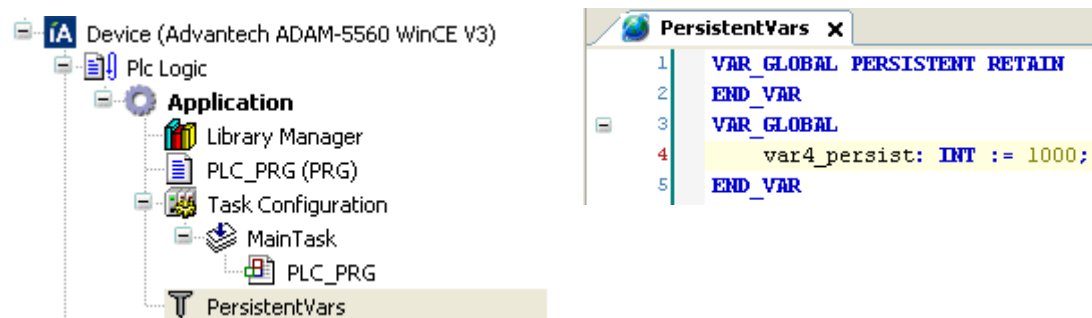 iA Device (Advantech ADAM-5560 WinCE V3)
Plc Logic
Application
Library Manager
PLC_PRG (PRG)
Task Configuration
MainTask
PLC_PRG
PersistentVars
PersistentVars x
1 VAR_GLOBAL PERSISTENT RETAIN
2 END_VAR
3 VAR_GLOBAL
4 var4_persist: INT := 1000;
5 END_VAR